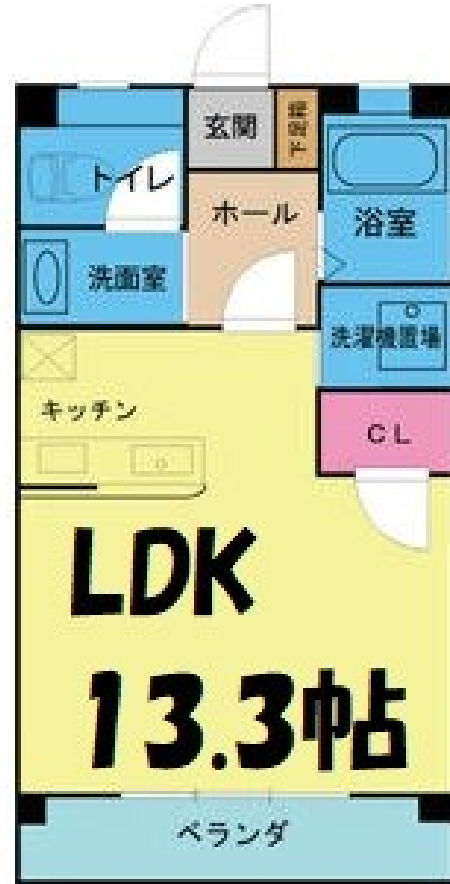 玄関
下足箱
トイレ
ホール
浴室
洗面室
洗濯機置場
キッチン
CL
LDK
13.3帖
ベランダ